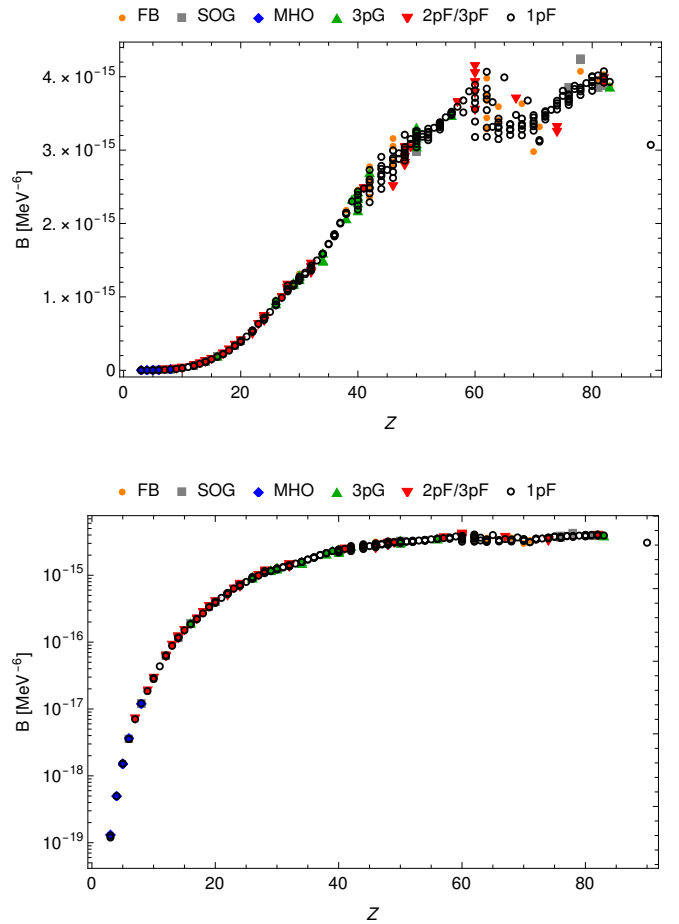 FB SOG MHO 3pG 2pF/3pF 1pF
4. × 10⁻¹⁵
3. × 10⁻¹⁵
2. × 10⁻¹⁵
1. × 10⁻¹⁵
0
B [MeV⁻⁶]
0 20 40 60 80
Z
FB SOG MHO 3pG 2pF/3pF 1pF
10⁻¹⁵
10⁻¹⁶
10⁻¹⁷
10⁻¹⁸
10⁻¹⁹
B [MeV⁻⁶]
0 20 40 60 80
Z